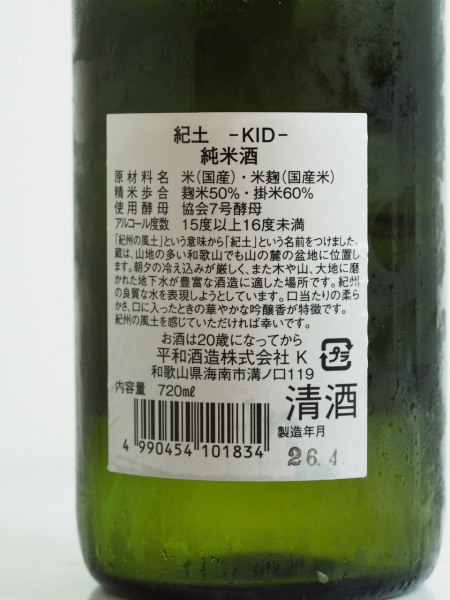 紀土 -KID-
純米酒
原材料名 米(国産)・米麹(国産米)
精米歩合 麹米50%・掛米60%
使用酵母 協会7号酵母
アルコール度数 15度以上16度未満
「紀州の風土」という意味から「紀土」という名前をつけました。
蔵は、山地の多い和歌山でも山の麓の盆地に位置し
ます。朝夕の冷え込みが厳しく、また木や山、大地に磨
かれた地下水が豊富な酒造に適した場所です。紀州
の良質な水を表現しようとしています。口当たりの柔ら
かさ、口に入ったときの華やかな吟醸香が特徴です。
紀州の風土を感じていただければ幸いです。
お酒は20歳になってから
平和酒造株式会社 K
和歌山県海南市溝ノ口119
プラ
内容量 720ml
清酒
4 990454 101834
製造年月
26.4.